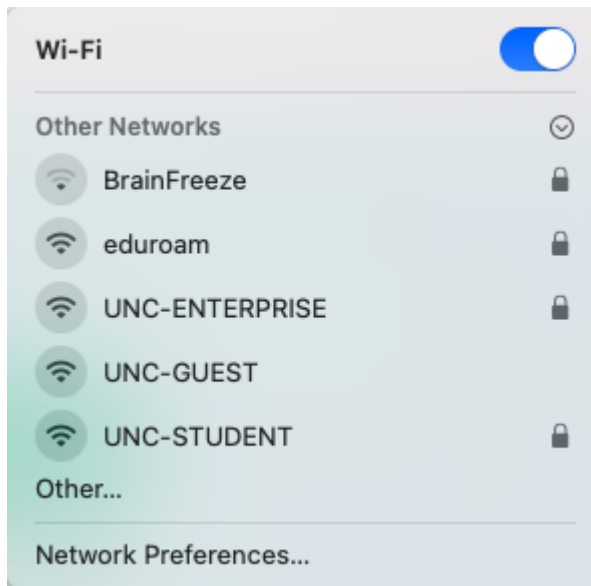 Wi-Fi
Other Networks
BrainFreeze
eduroam
UNC-ENTERPRISE
UNC-GUEST
UNC-STUDENT
Other...
Network Preferences...